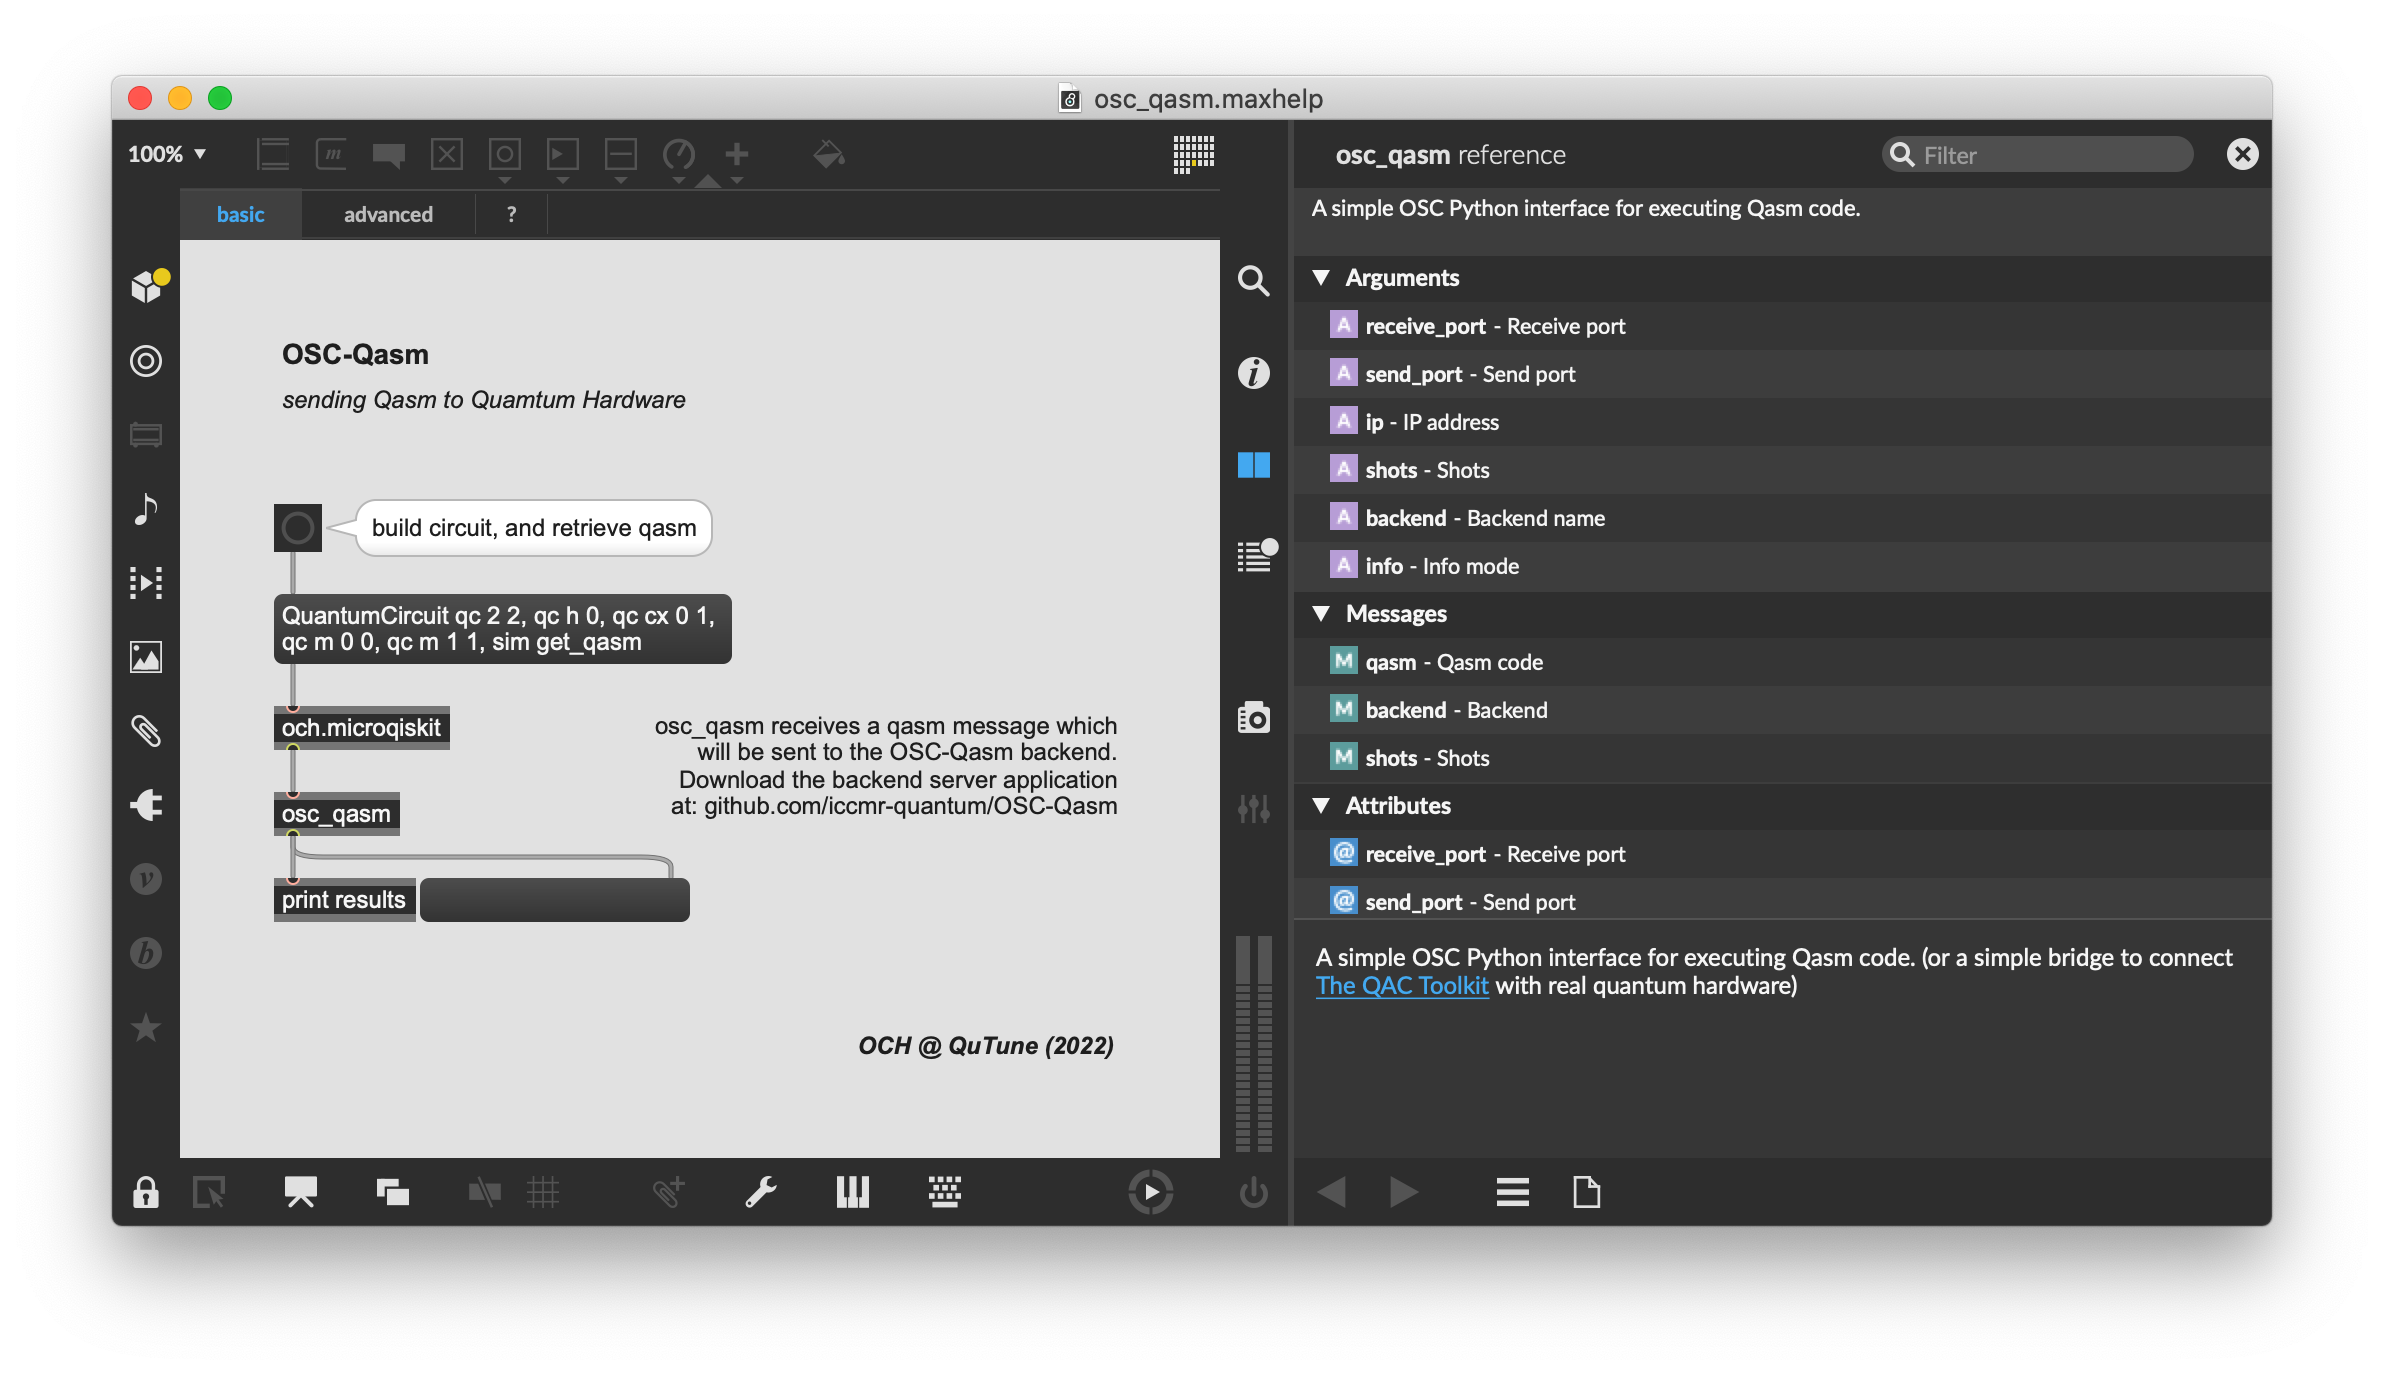 osc_qasm.maxhelp
100%
m
basic
advanced
?
OSC-Qasm
sending Qasm to Quamtum Hardware
build circuit, and retrieve qasm
QuantumCircuit qc 2 2, qc h 0, qc cx 0 1,
qc m 0 0, qc m 1 1, sim get_qasm
och.microqiskit
osc_qasm
print results
osc_qasm receives a qasm message which
will be sent to the OSC-Qasm backend.
Download the backend server application
at: github.com/iccmr-quantum/OSC-Qasm
OCH @ QuTune (2022)
v
b
i
osc_qasm reference
Filter
A simple OSC Python interface for executing Qasm code.
Arguments
A receive_port - Receive port
A send_port - Send port
A ip - IP address
A shots - Shots
A backend - Backend name
A info - Info mode
Messages
M qasm - Qasm code
M backend - Backend
M shots - Shots
Attributes
@ receive_port - Receive port
@ send_port - Send port
A simple OSC Python interface for executing Qasm code. (or a simple bridge to connect
The QAC Toolkit with real quantum hardware)